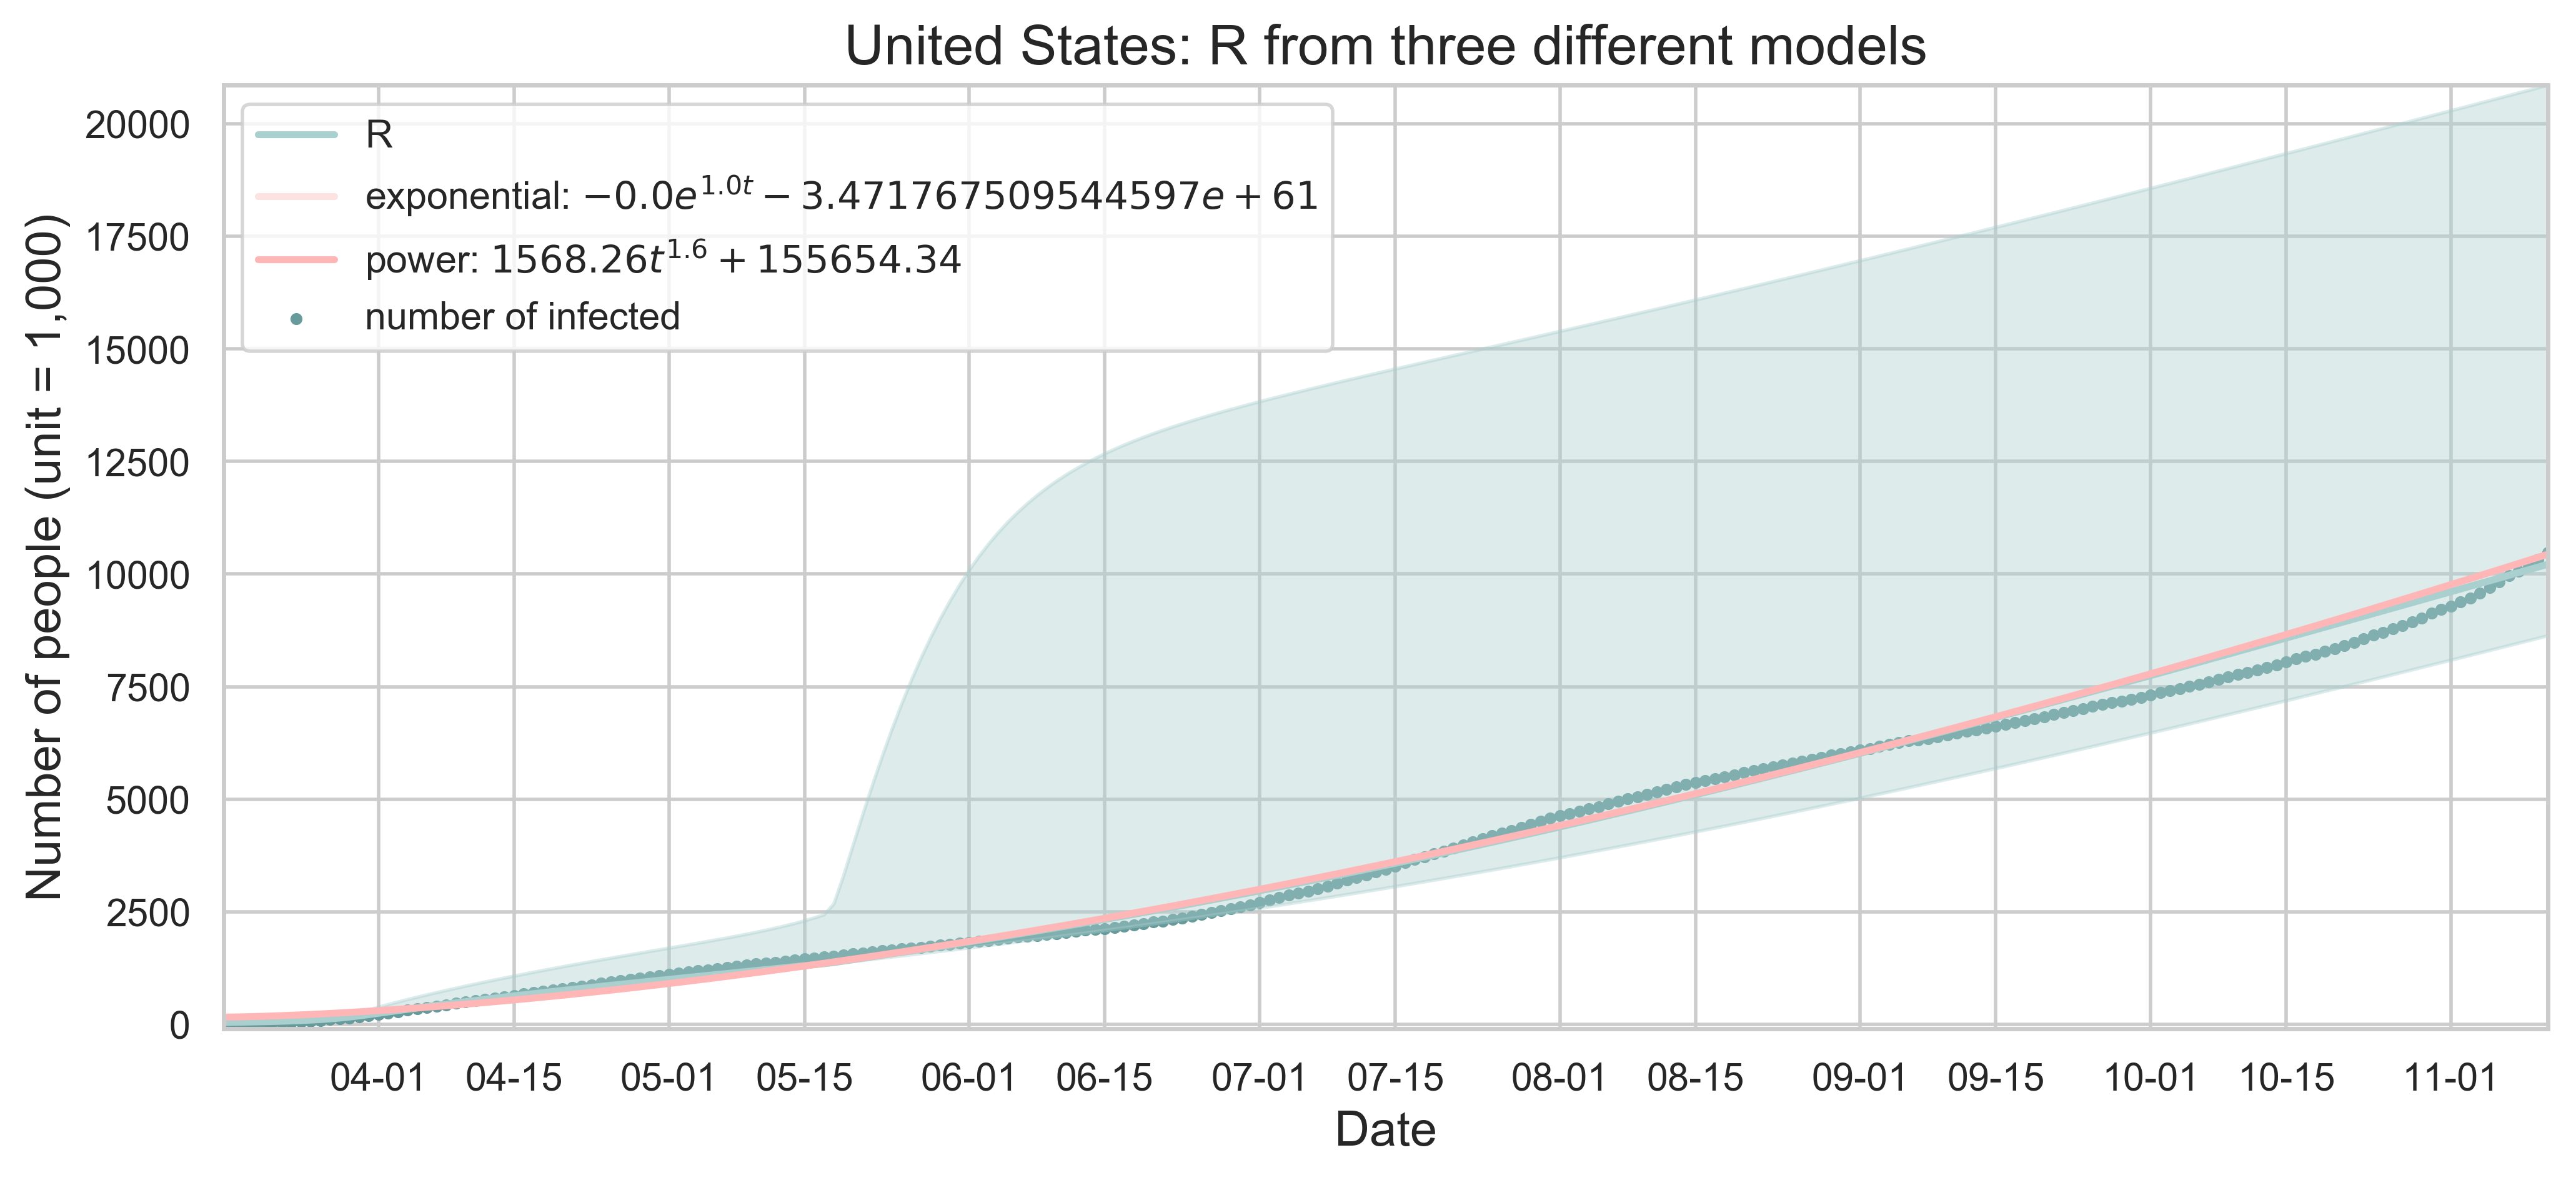 United States: R from three different models
Number of people (unit = 1,000)
20000
17500
15000
12500
10000
7500
5000
2500
0
R
exponential: −0.0e^{1.0t} − 3.4717675095445​97e + 61
power: 1568.26t^{1.6} + 155654.34
number of infected
04-01 04-15 05-01 05-15 06-01 06-15 07-01 07-15 08-01 08-15 09-01 09-15 10-01 10-15 11-01
Date